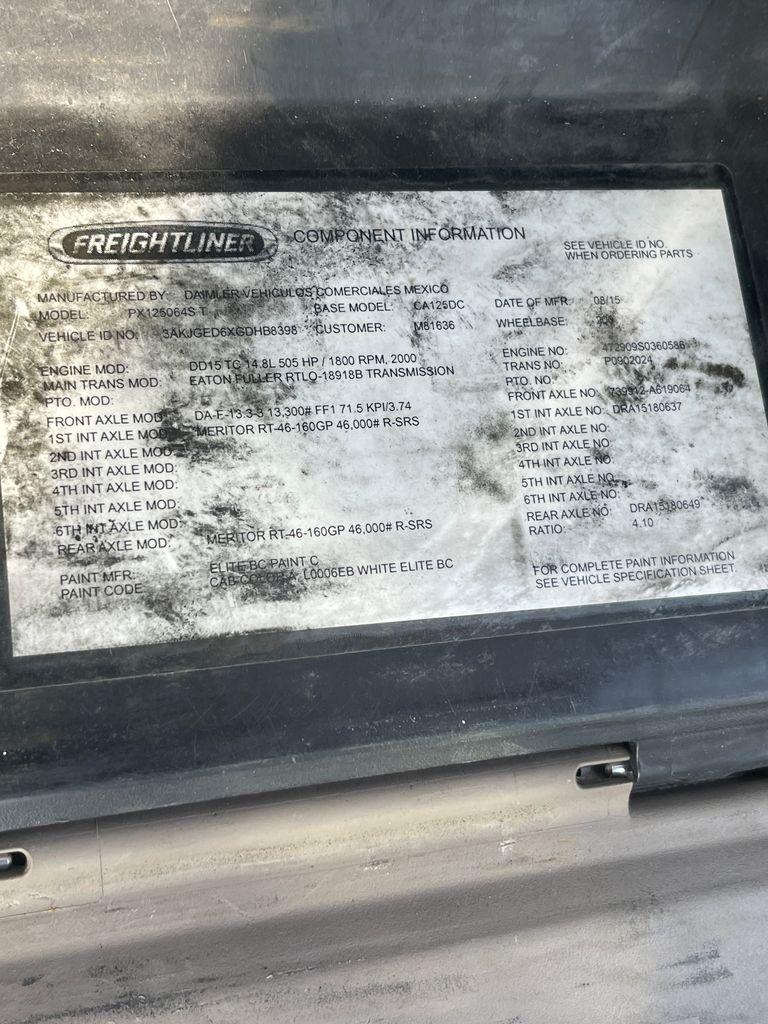 FREIGHTLINER COMPONENT INFORMATION
SEE VEHICLE ID NO.
WHEN ORDERING PARTS
MANUFACTURED BY: DAIMLER VEHICULOS COMERCIALES MEXICO
MODEL: PX125064S T BASE MODEL: CA125DC DATE OF MFR: 08/15
VEHICLE ID NO. 3AKJGED6XGDHB8398 CUSTOMER: M81636 WHEELBASE:
ENGINE MOD: DD15 TC 14.8L 505 HP / 1800 RPM, 2000 ENGINE NO: 472909S0360586
MAIN TRANS MOD: EATON FULLER RTLO-18918B TRANSMISSION TRANS NO: P0902024
PTO. MOD: PTO. NO:
FRONT AXLE MOD: DA-F-13.3-3 13,300# FF1 71.5 KPI/3.74 FRONT AXLE NO: 739912-A619064
1ST INT AXLE MOD: MERITOR RT-46-160GP 46,000# R-SRS 1ST INT AXLE NO: DRA15180637
2ND INT AXLE MOD: 2ND INT AXLE NO:
3RD INT AXLE MOD: 3RD INT AXLE NO:
4TH INT AXLE MOD: 4TH INT AXLE NO:
5TH INT AXLE MOD: 5TH INT AXLE NO:
6TH INT AXLE MOD: 6TH INT AXLE NO:
REAR AXLE MOD: MERITOR RT-46-160GP 46,000# R-SRS REAR AXLE NO: DRA15180649
RATIO: 4.10
PAINT MFR: ELITE BC PAINT C
PAINT CODE: CAB COLOR A: L0006EB WHITE ELITE BC
FOR COMPLETE PAINT INFORMATION
SEE VEHICLE SPECIFICATION SHEET.